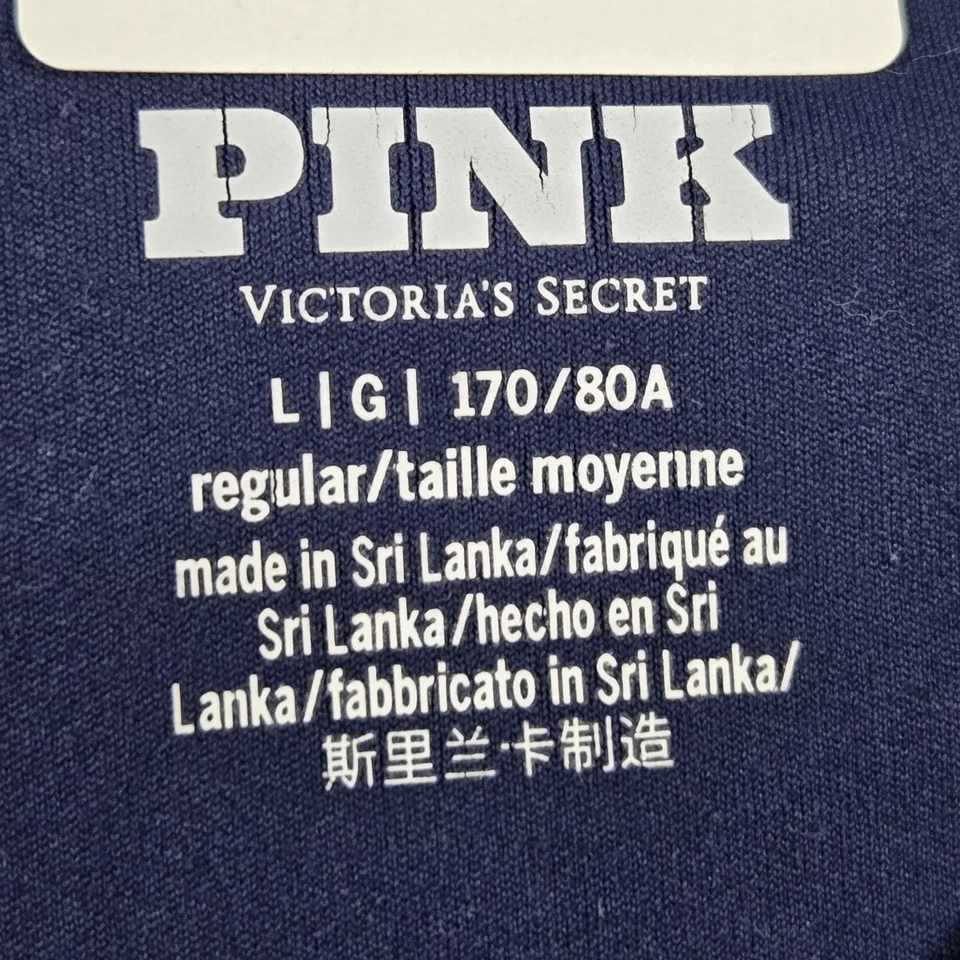 PINK
VICTORIA'S SECRET
L | G | 170/80A
regular/taille moyenne
made in Sri Lanka/fabriqué au
Sri Lanka/hecho en Sri
Lanka/fabbricato in Sri Lanka/
斯里兰卡制造